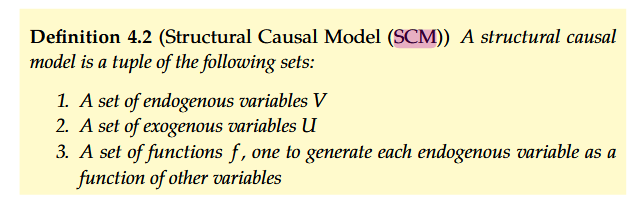 Definition 4.2 (Structural Causal Model (SCM)) A structural causal
model is a tuple of the following sets:
1. A set of endogenous variables V
2. A set of exogenous variables U
3. A set of functions f, one to generate each endogenous variable as a
function of other variables